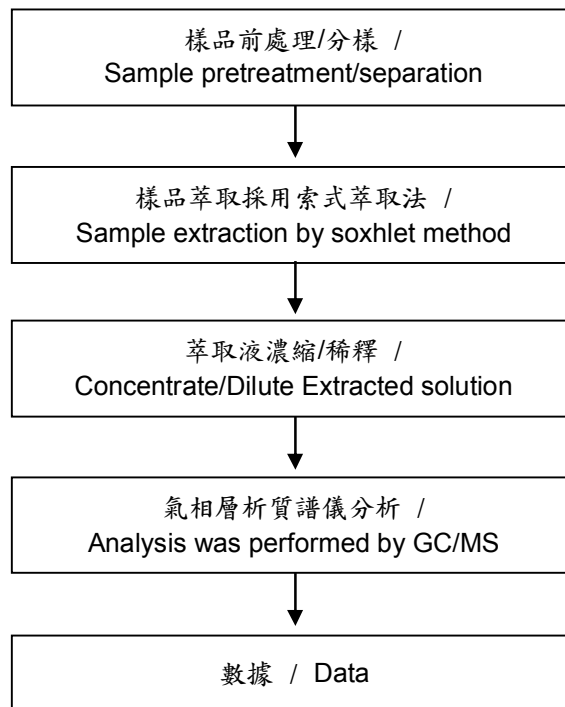 樣品前處理/分樣 /
Sample pretreatment/separation
樣品萃取採用索式萃取法 /
Sample extraction by soxhlet method
萃取液濃縮/稀釋 /
Concentrate/Dilute Extracted solution
氣相層析質譜儀分析 /
Analysis was performed by GC/MS
數據 / Data